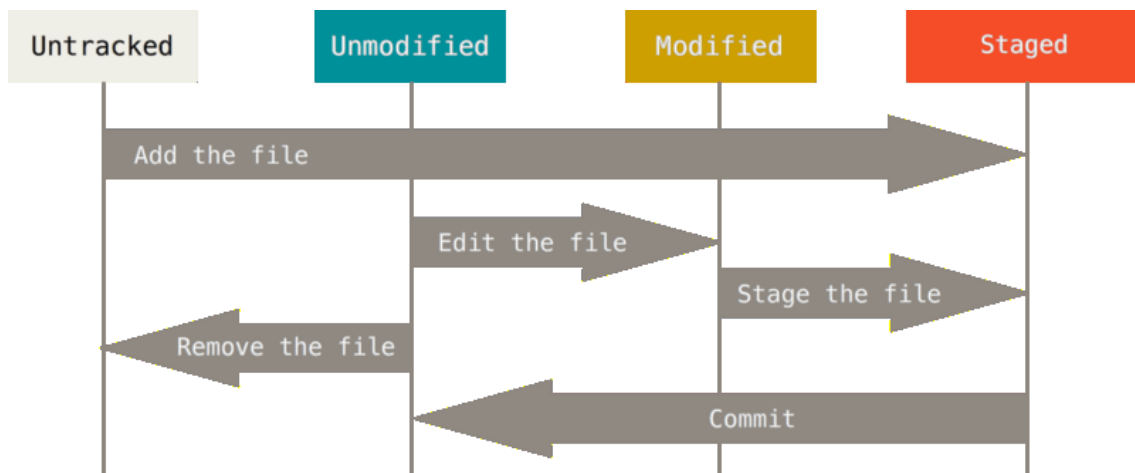 Untracked
Unmodified
Modified
Staged
Add the file
Edit the file
Stage the file
Remove the file
Commit